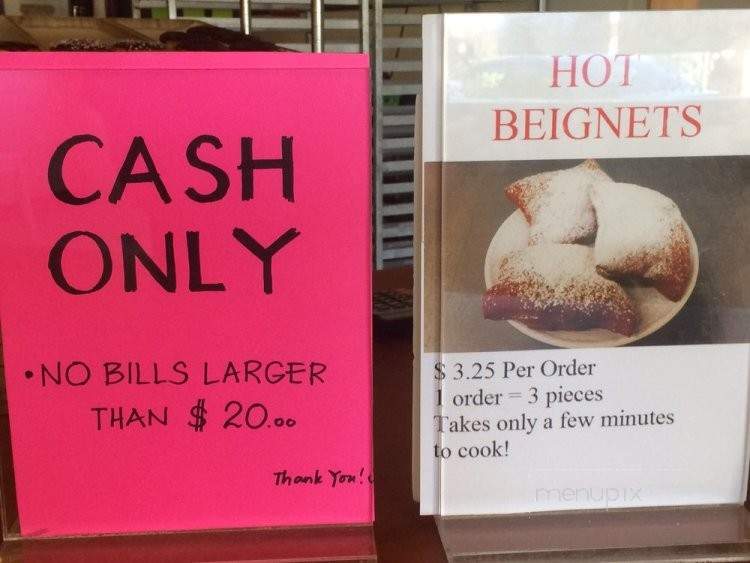 CASH
ONLY
• NO BILLS LARGER
THAN $ 20.00
Thank You!
HOT
BEIGNETS
$ 3.25 Per Order
1 order = 3 pieces
Takes only a few minutes
to cook!
menupix